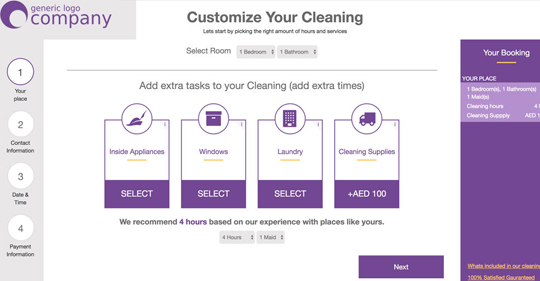 generic logo
company
Customize Your Cleaning
Lets start by picking the right amount of hours and services
Select Room 1 Bedroom 1 Bathroom
1
Your
place
2
Contact
Information
3
Date &
Time
4
Payment
Information
Add extra tasks to your Cleaning (add extra times)
i
Inside Appliances
SELECT
i
Windows
SELECT
i
Laundry
SELECT
i
Cleaning Supplies
+AED 100
We recommend 4 hours based on our experience with places like yours.
4 Hours 1 Maid
Next
Your Booking
YOUR PLACE
1 Bedroom(s), 1 Bathroom(s)
1 Maid(s)
Cleaning hours 4
Cleaning Suppply AED
Whats included in our cleanin
100% Satisfied Gauranteed